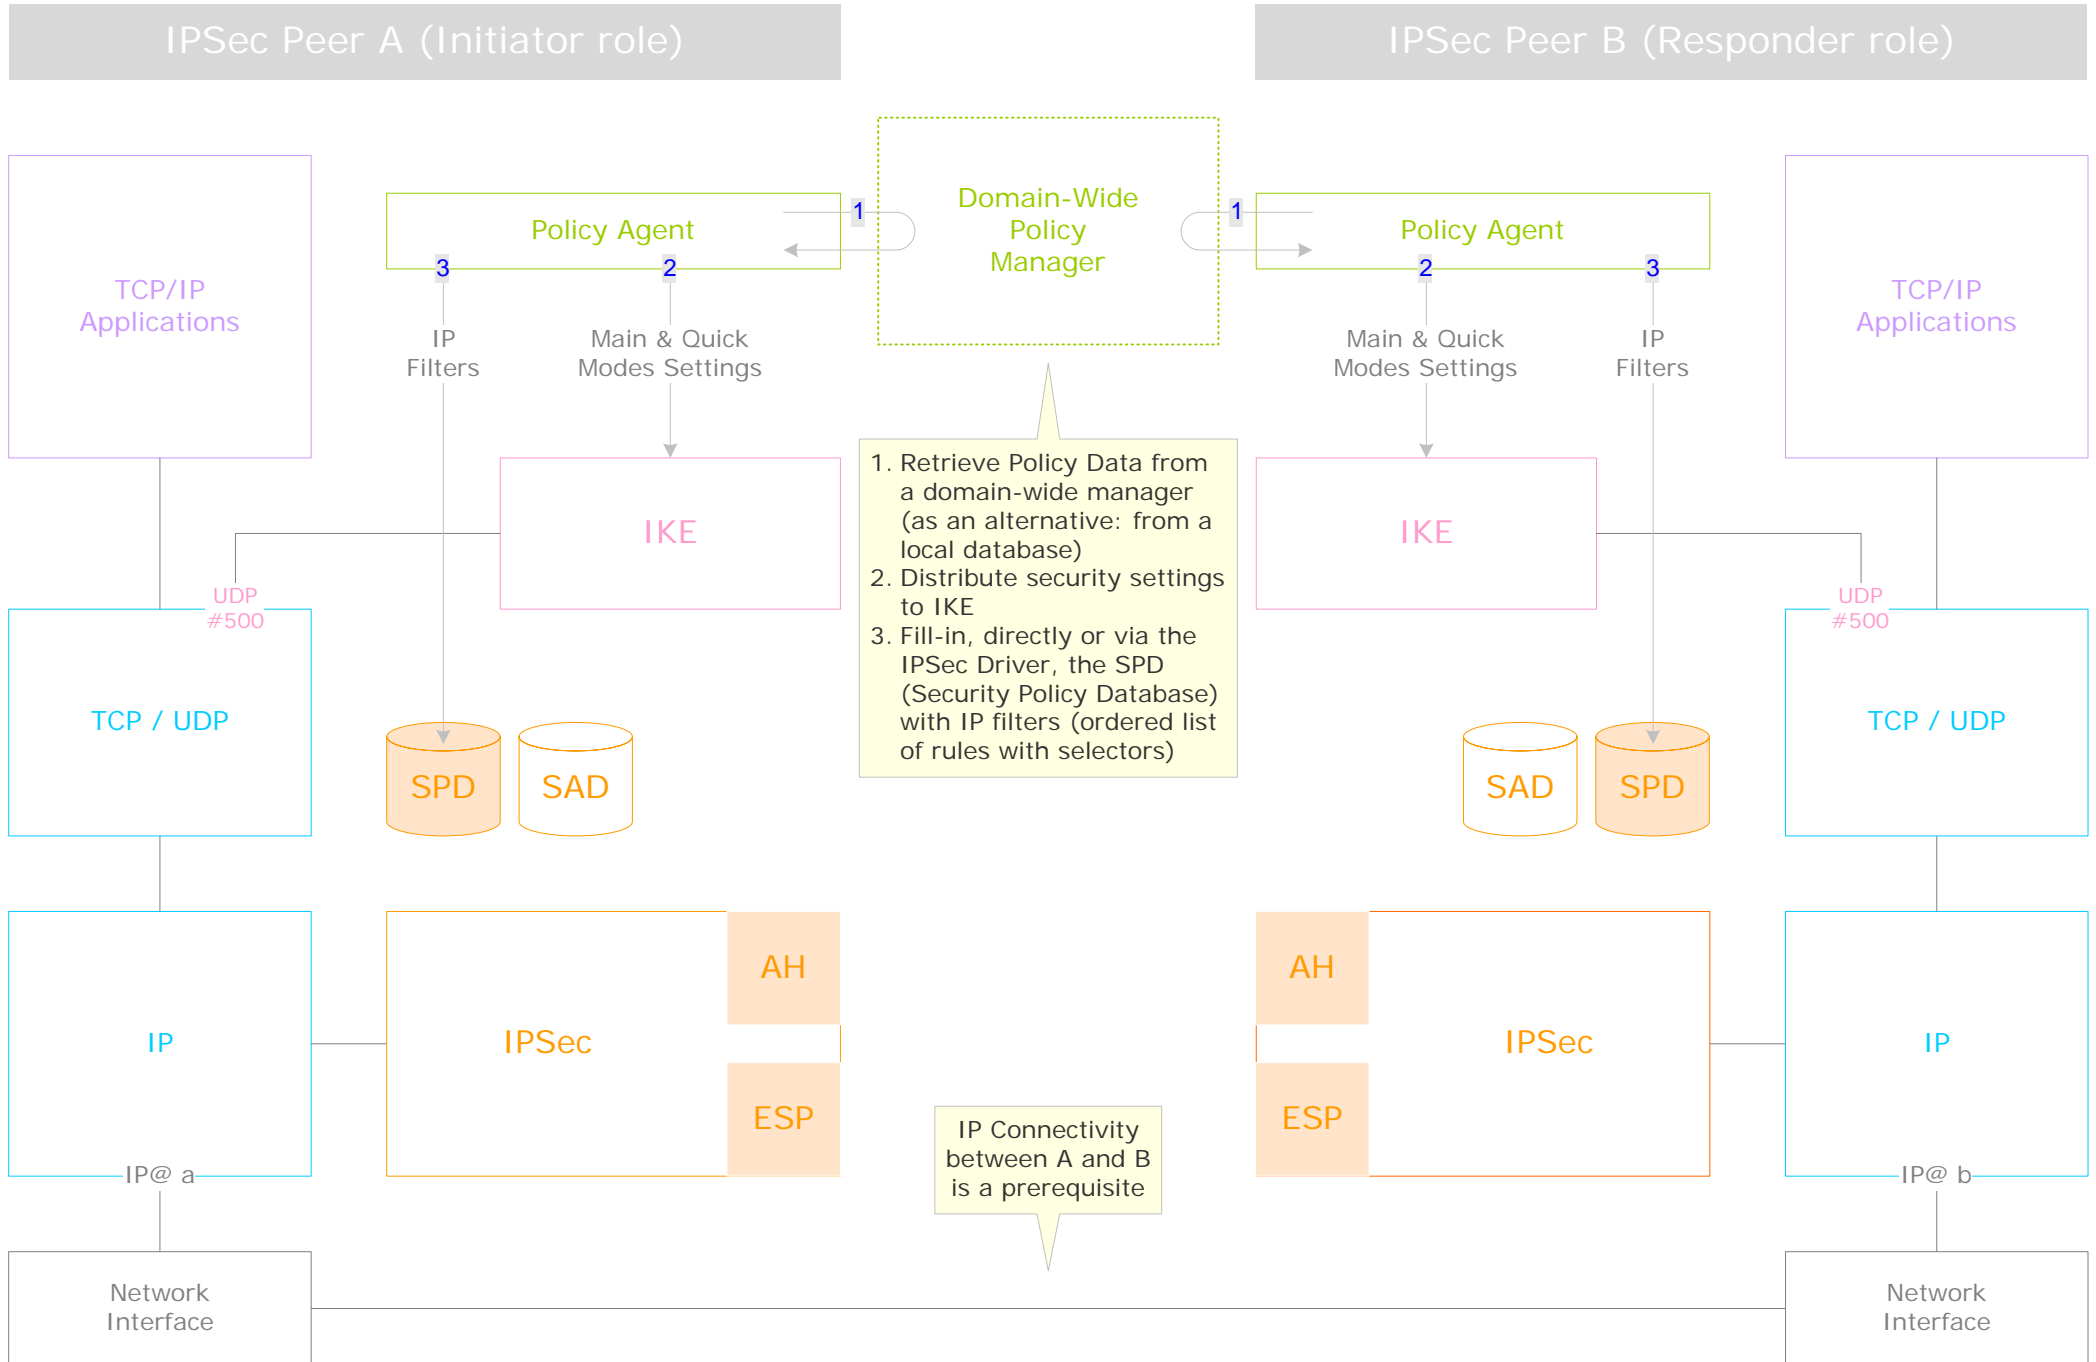 IPSec Peer A (Initiator role)
IPSec Peer B (Responder role)
TCP/IP
Applications
Policy Agent
1
3
2
IP
Filters
Main & Quick
Modes Settings
Domain-Wide
Policy
Manager
1
Policy Agent
2
3
Main & Quick
Modes Settings
IP
Filters
TCP/IP
Applications
IKE
UDP
#500
1. Retrieve Policy Data from
a domain-wide manager
(as an alternative: from a
local database)
2. Distribute security settings
to IKE
3. Fill-in, directly or via the
IPSec Driver, the SPD
(Security Policy Database)
with IP filters (ordered list
of rules with selectors)
IKE
UDP
#500
TCP / UDP
SPD
SAD
SAD
SPD
TCP / UDP
IP
IPSec
AH
ESP
AH
ESP
IPSec
IP
IP@ a
IP Connectivity
between A and B
is a prerequisite
IP@ b
Network
Interface
Network
Interface